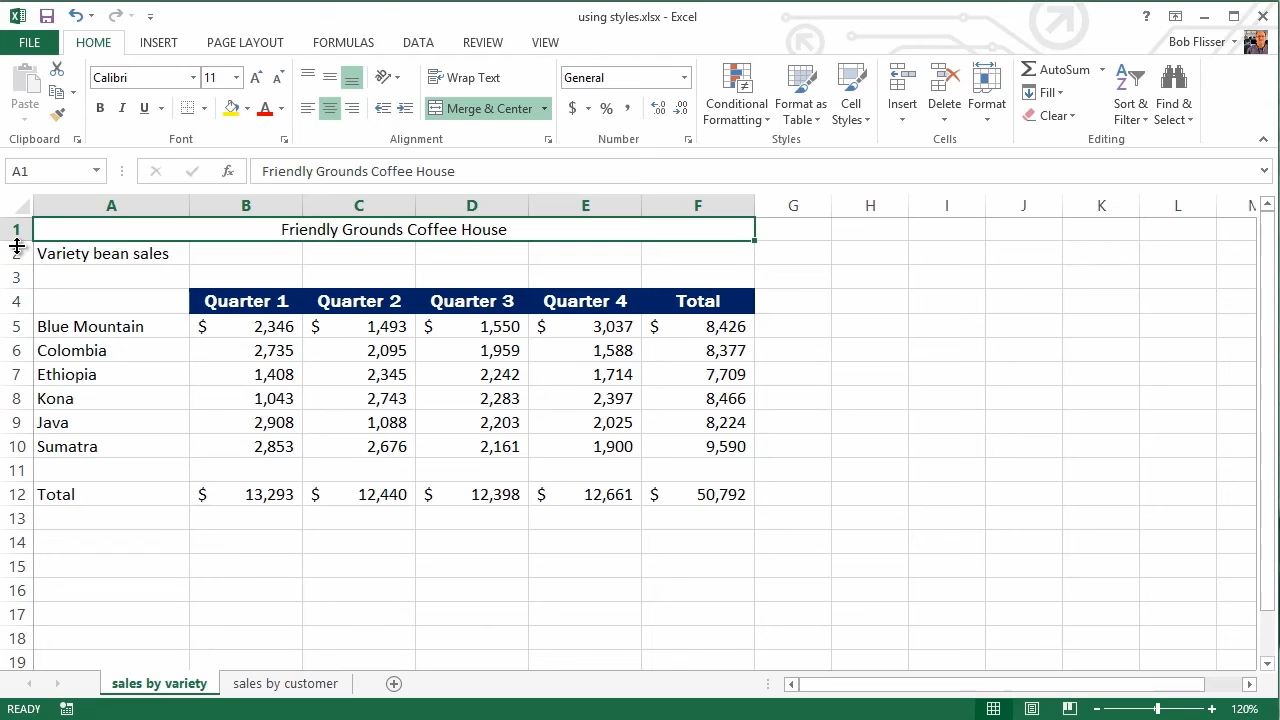 using styles.xlsx - Excel
?
FILE HOME INSERT PAGE LAYOUT FORMULAS DATA REVIEW VIEW Bob Flisser
Paste
Calibri 11
Wrap Text
General
Conditional Formatting
Format as Table
Cell Styles
Insert
Delete
Format
AutoSum
Fill
Clear
Sort & Filter
Find & Select
B I U A
Merge & Center
$ % ,
Clipboard Font Alignment Number Styles Cells Editing
A1 fx Friendly Grounds Coffee House
A B C D E F G H I J K L
1 Friendly Grounds Coffee House
Variety bean sales
3
4 Quarter 1 Quarter 2 Quarter 3 Quarter 4 Total
5 Blue Mountain $ 2,346 $ 1,493 $ 1,550 $ 3,037 $ 8,426
6 Colombia 2,735 2,095 1,959 1,588 8,377
7 Ethiopia 1,408 2,345 2,242 1,714 7,709
8 Kona 1,043 2,743 2,283 2,397 8,466
9 Java 2,908 1,088 2,203 2,025 8,224
10 Sumatra 2,853 2,676 2,161 1,900 9,590
11
12 Total $ 13,293 $ 12,440 $ 12,398 $ 12,661 $ 50,792
13
14
15
16
17
18
19
sales by variety sales by customer
READY 120%